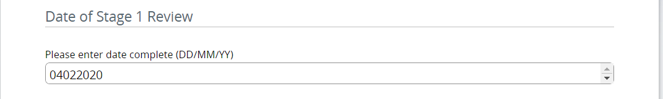 Date of Stage 1 Review
Please enter date complete (DD/MM/YY)
04022020